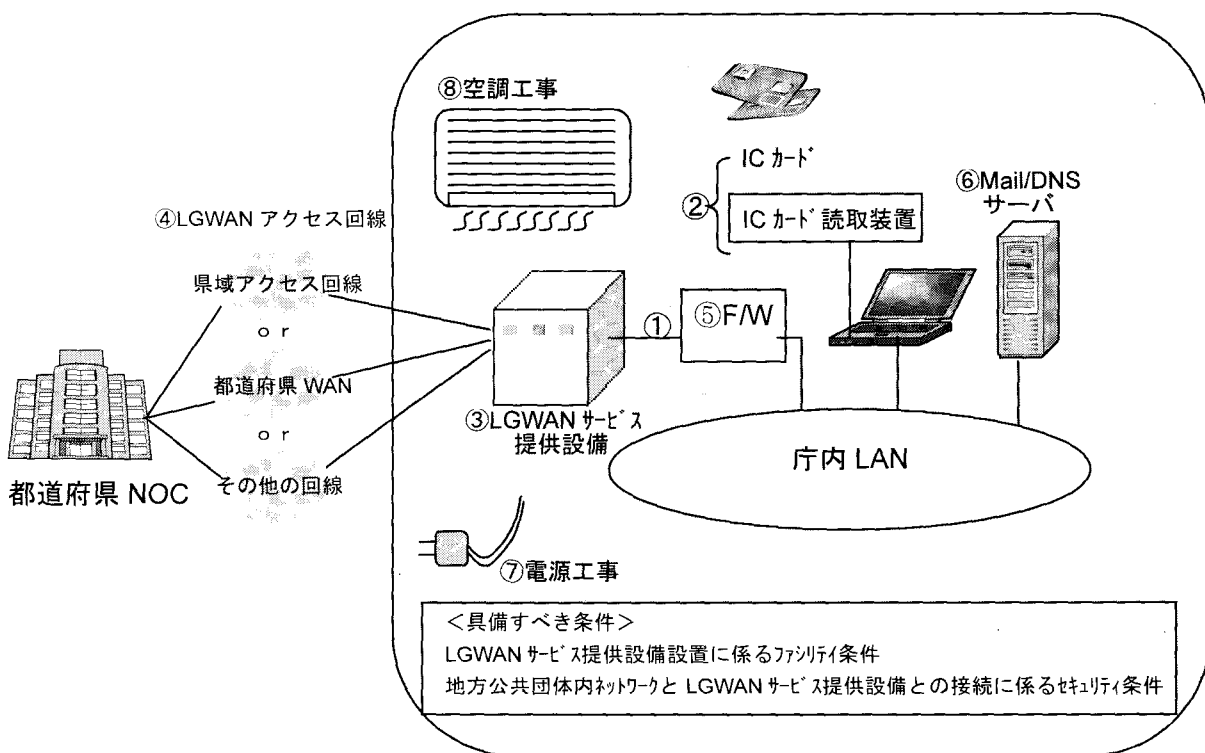 ⑧空調工事
ICカード
②
ICカード読取装置
⑥Mail/DNS
サーバ
④LGWAN アクセス回線
県域アクセス回線
or
都道府県 WAN
or
その他の回線
都道府県 NOC
③LGWAN サービス
提供設備
①
⑤F/W
庁内 LAN
⑦電源工事
＜具備すべき条件＞
LGWAN サービス提供設備設置に係るファシリティ条件
地方公共団体内ネットワークと LGWAN サービス提供設備との接続に係るセキュリティ条件